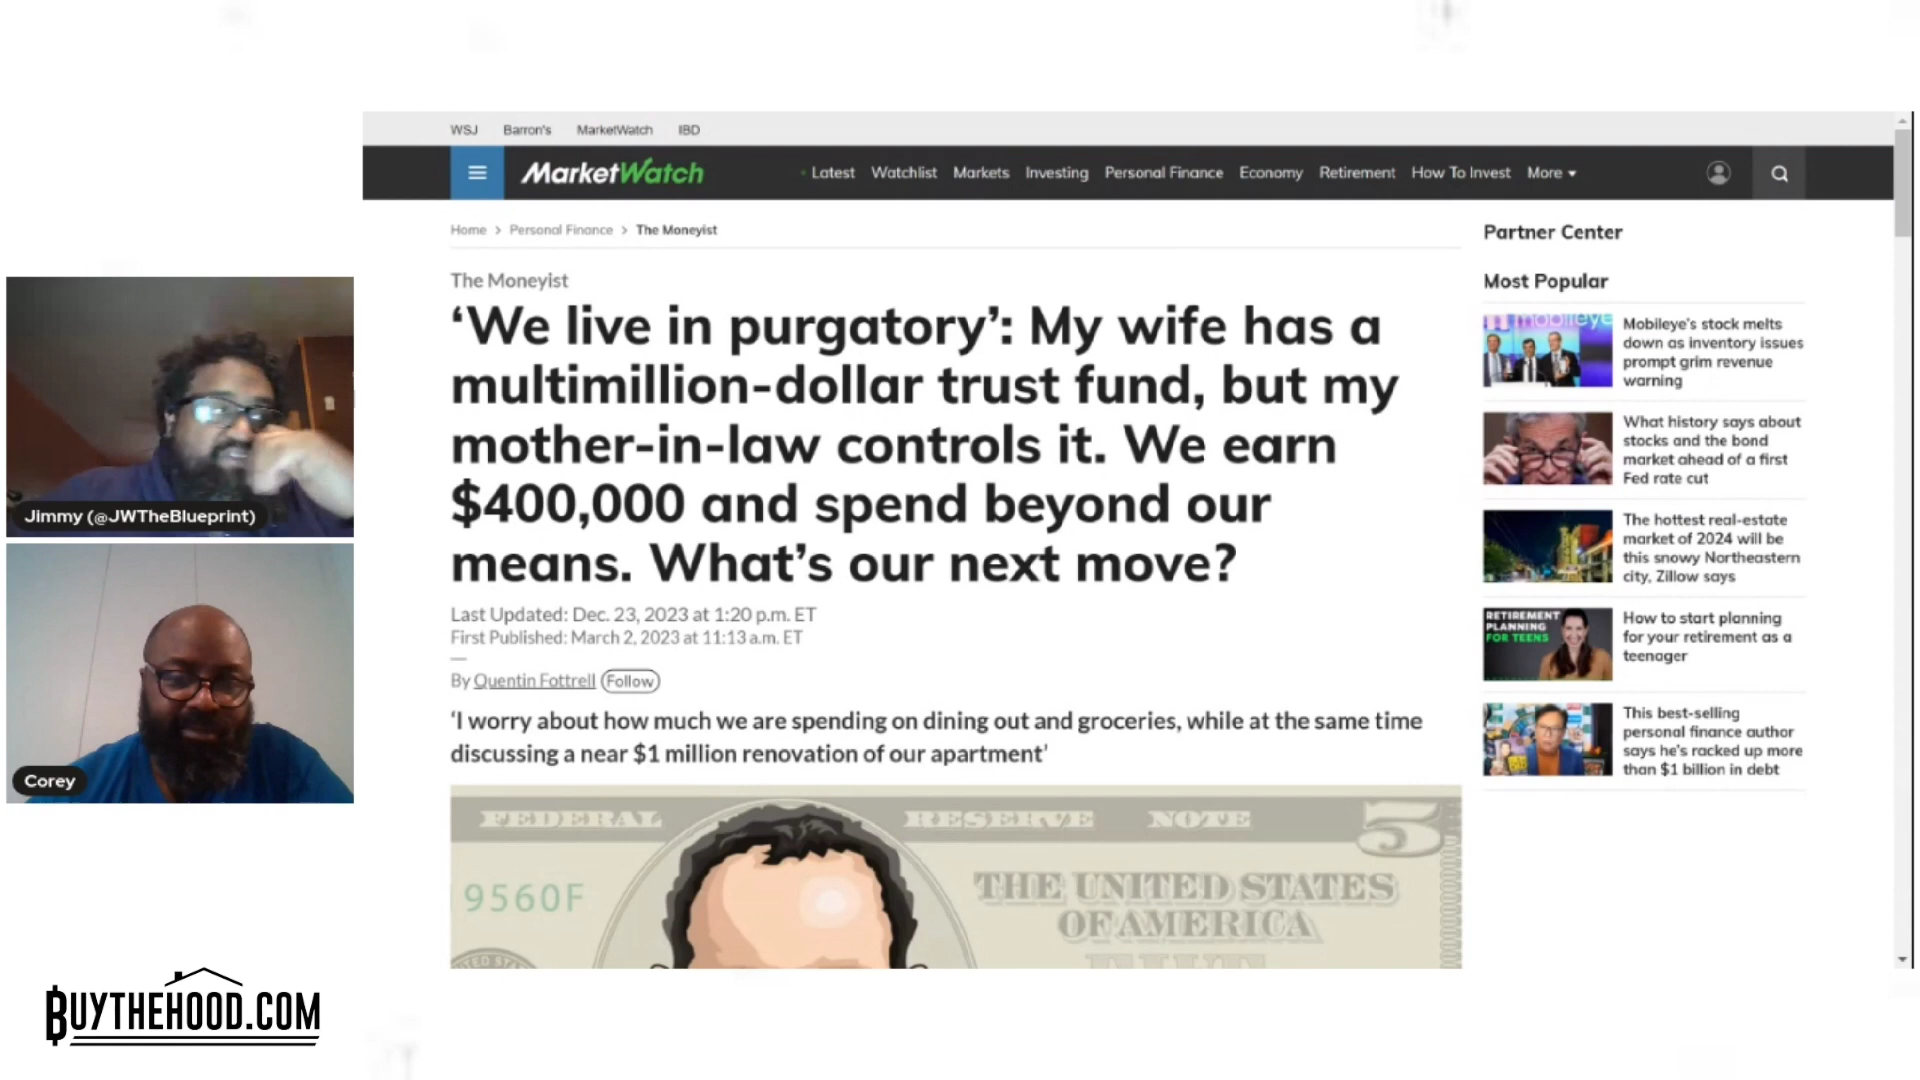 WSJ Barron's MarketWatch IBD
MarketWatch
Latest Watchlist Markets Investing Personal Finance Economy Retirement How To Invest More
Home > Personal Finance > The Moneyist
The Moneyist
‘We live in purgatory’: My wife has a
multimillion-dollar trust fund, but my
mother-in-law controls it. We earn
$400,000 and spend beyond our
means. What’s our next move?
Last Updated: Dec. 23, 2023 at 1:20 p.m. ET
First Published: March 2, 2023 at 11:13 a.m. ET
By Quentin Fottrell Follow
‘I worry about how much we are spending on dining out and groceries, while at the same time
discussing a near $1 million renovation of our apartment’
FEDERAL RESERVE NOTE 5
9560F
THE UNITED STATES
OF AMERICA
FIVE
Partner Center
Most Popular
mobileye
Mobileye’s stock melts
down as inventory issues
prompt grim revenue
warning
What history says about
stocks and the bond
market ahead of a first
Fed rate cut
The hottest real-estate
market of 2024 will be
this snowy Northeastern
city, Zillow says
RETIREMENT
PLANNING
FOR TEENS
How to start planning
for your retirement as a
teenager
This best-selling
personal finance author
says he’s racked up more
than $1 billion in debt
Jimmy (@JWTheBlueprint)
Corey
BUYTHEHOOD.COM